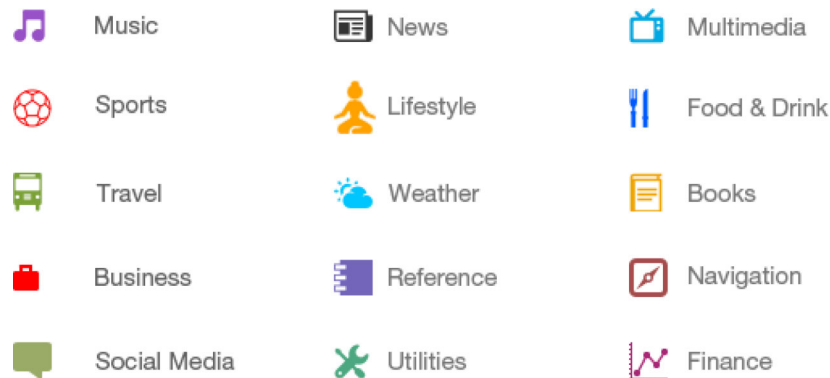 Music
News
Multimedia
Sports
Lifestyle
Food & Drink
Travel
Weather
Books
Business
Reference
Navigation
Social Media
Utilities
Finance